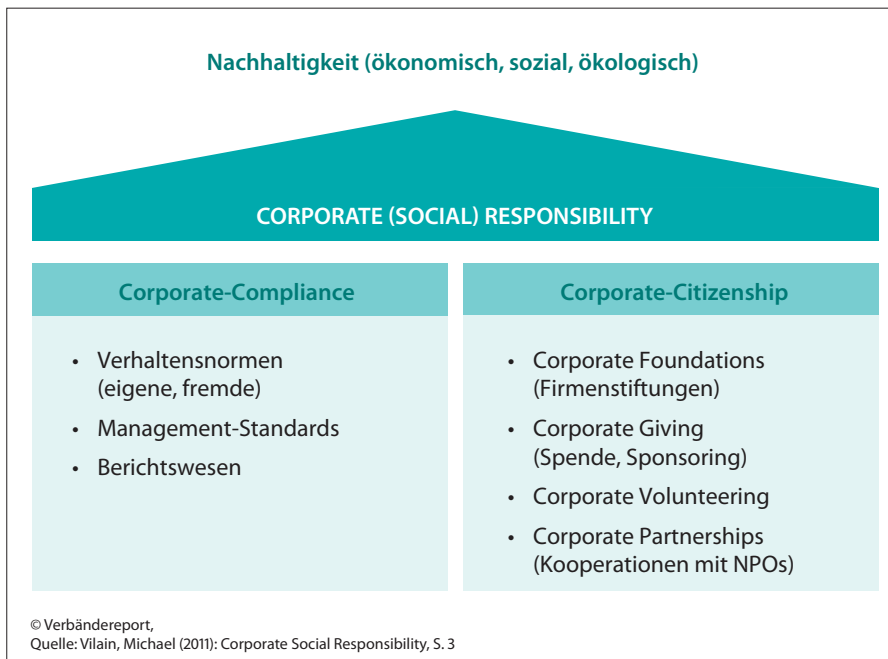 Nachhaltigkeit (ökonomisch, sozial, ökologisch)
CORPORATE (SOCIAL) RESPONSIBILITY
Corporate-Compliance
• Verhaltensnormen
(eigene, fremde)
• Management-Standards
• Berichtswesen
Corporate-Citizenship
• Corporate Foundations
(Firmenstiftungen)
• Corporate Giving
(Spende, Sponsoring)
• Corporate Volunteering
• Corporate Partnerships
(Kooperationen mit NPOs)
© Verbändereport,
Quelle: Vilain, Michael (2011): Corporate Social Responsibility, S. 3